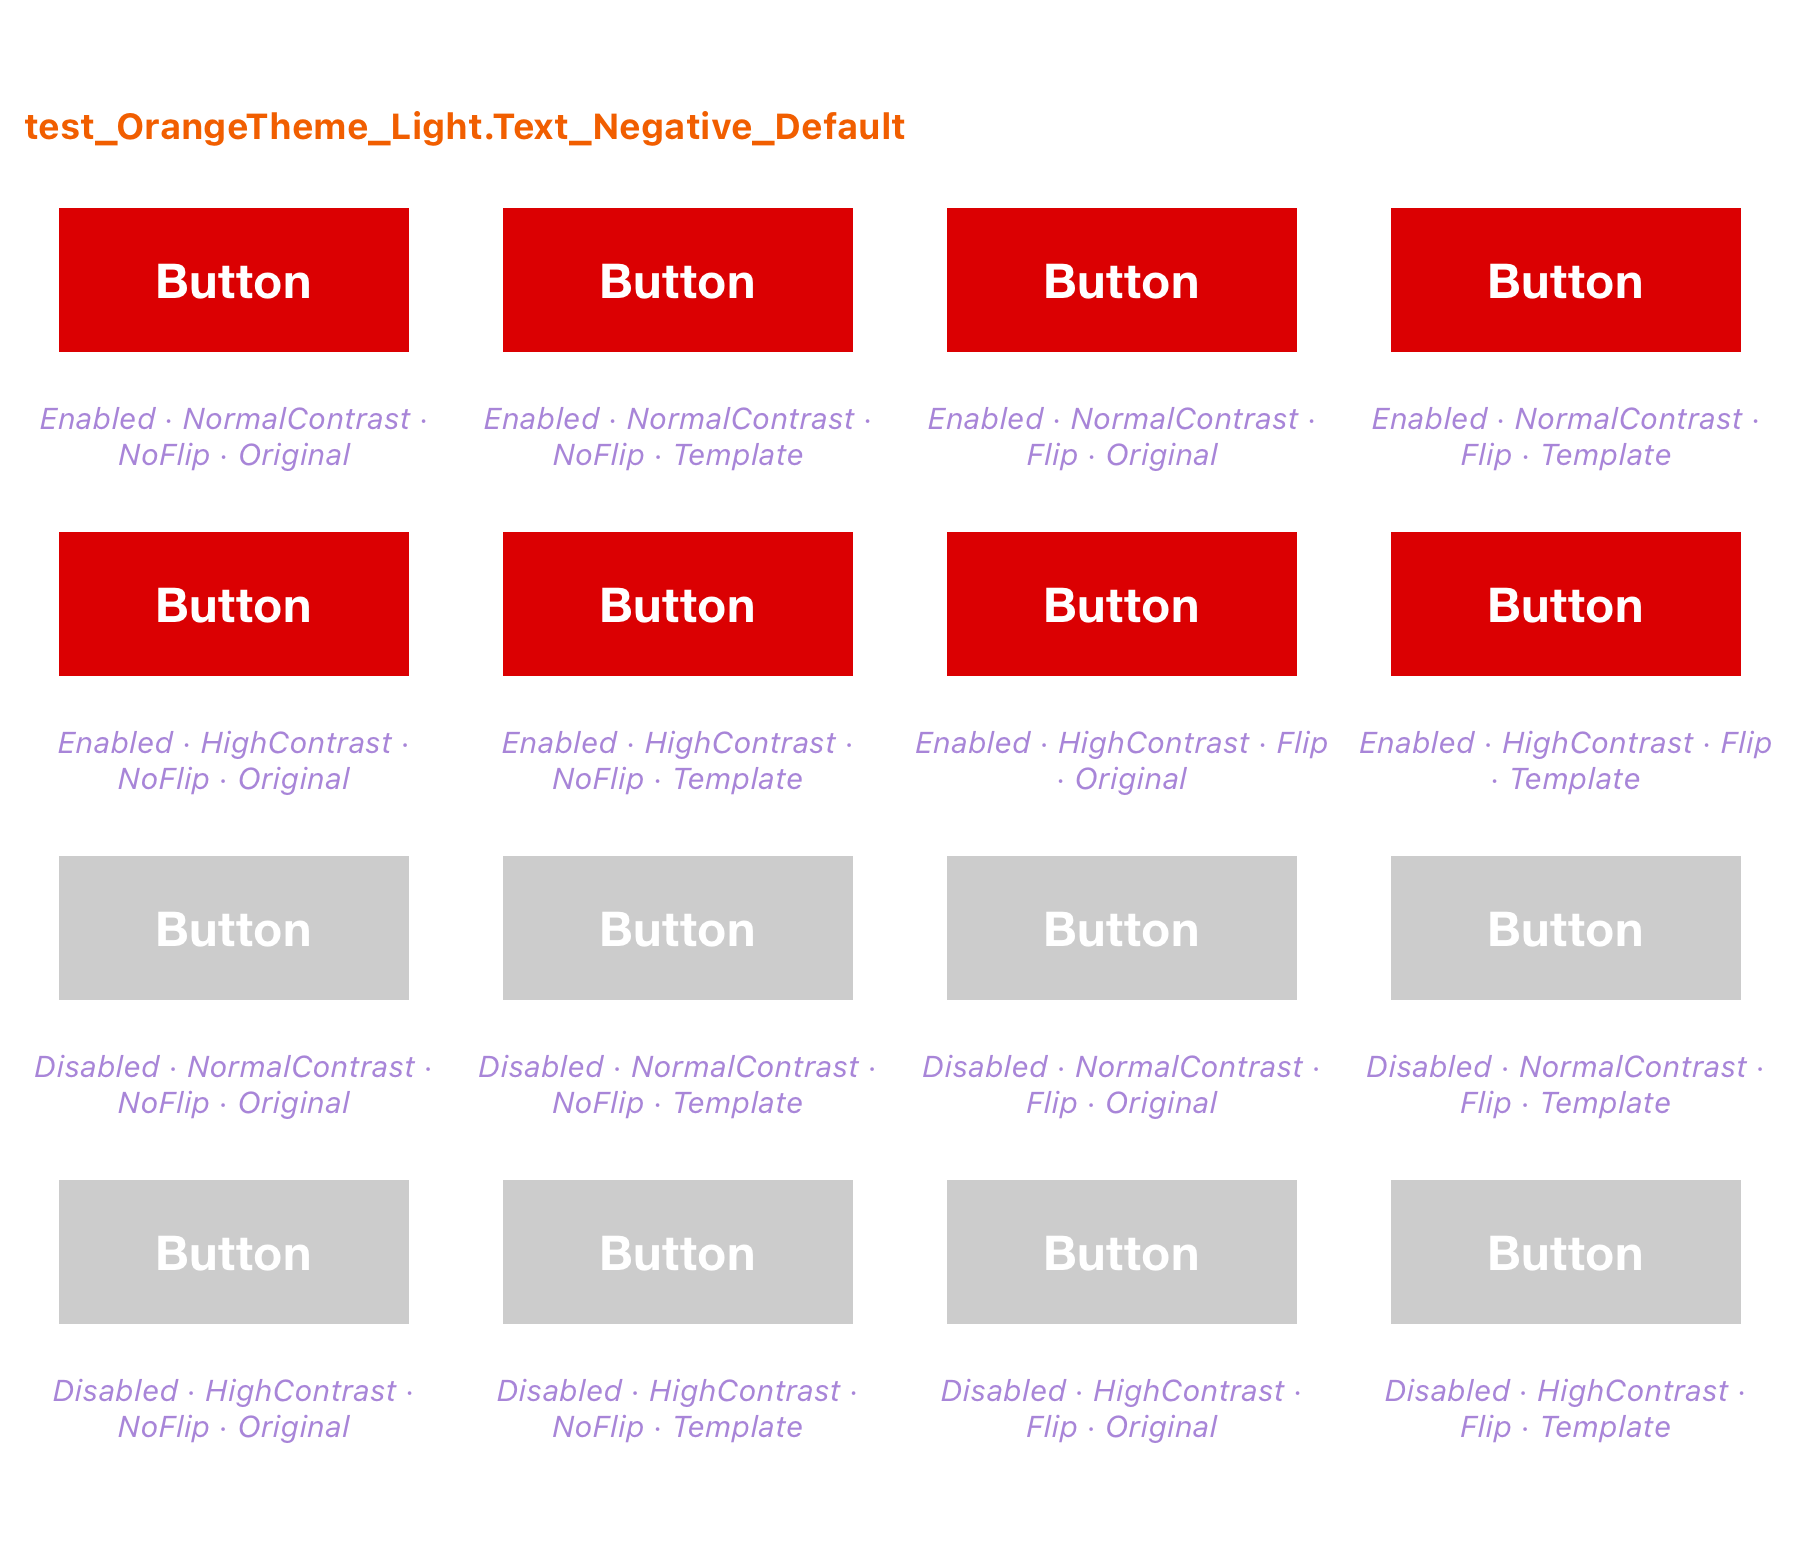 test_OrangeTheme_Light.Text_Negative_Default
Button Button Button Button
Enabled · NormalContrast · Enabled · NormalContrast · Enabled · NormalContrast · Enabled · NormalContrast ·
NoFlip · Original NoFlip · Template Flip · Original Flip · Template
Button Button Button Button
Enabled · HighContrast · Enabled · HighContrast · Enabled · HighContrast · Flip Enabled · HighContrast · Flip
NoFlip · Original NoFlip · Template · Original · Template
Button Button Button Button
Disabled · NormalContrast · Disabled · NormalContrast · Disabled · NormalContrast · Disabled · NormalContrast ·
NoFlip · Original NoFlip · Template Flip · Original Flip · Template
Button Button Button Button
Disabled · HighContrast · Disabled · HighContrast · Disabled · HighContrast · Disabled · HighContrast ·
NoFlip · Original NoFlip · Template Flip · Original Flip · Template